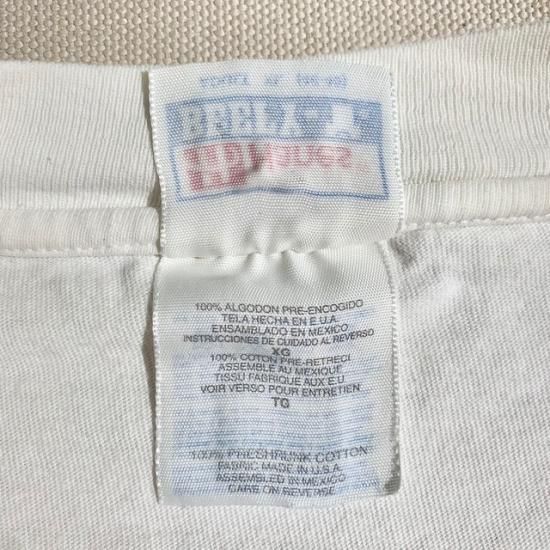 100% ALGODON PRE-ENCOGIDO
TELA HECHA EN E.U.A.
ENSAMBLADO EN MEXICO
INSTRUCCIONES DE CUIDADO AL REVERSO
XG
100% COTON PRE-RETRECI
ASSEMBLE AU MEXIQUE
TISSU FABRIQUE AUX E.U.
VOIR VERSO POUR ENTRETIEN
TG
100% PRESHRUNK COTTON
FABRIC MADE IN U.S.A.
ASSEMBLED IN MEXICO
CARE ON REVERSE